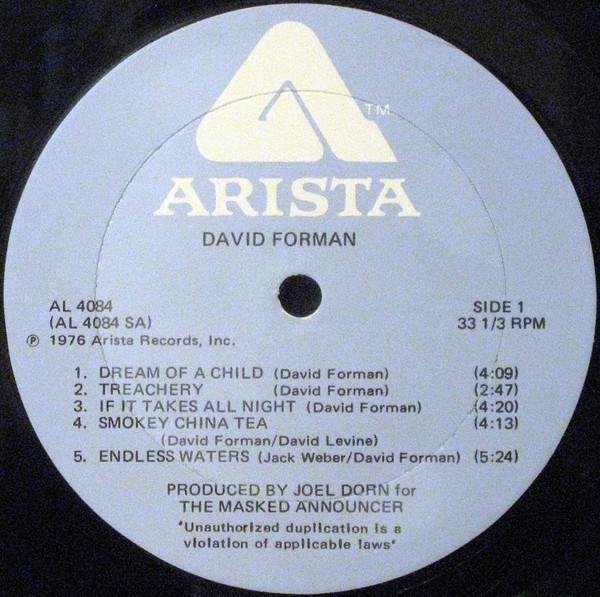 TM
ARISTA
DAVID FORMAN
AL 4084 SIDE 1
(AL 4084 SA) 33 1/3 RPM
℗ 1976 Arista Records, Inc.
1. DREAM OF A CHILD (David Forman) (4:09)
2. TREACHERY (David Forman) (2:47)
3. IF IT TAKES ALL NIGHT (David Forman) (4:20)
4. SMOKEY CHINA TEA (4:13)
(David Forman/David Levine)
5. ENDLESS WATERS (Jack Weber/David Forman) (5:24)
PRODUCED BY JOEL DORN for
THE MASKED ANNOUNCER
"Unauthorized duplication is a
violation of applicable laws"